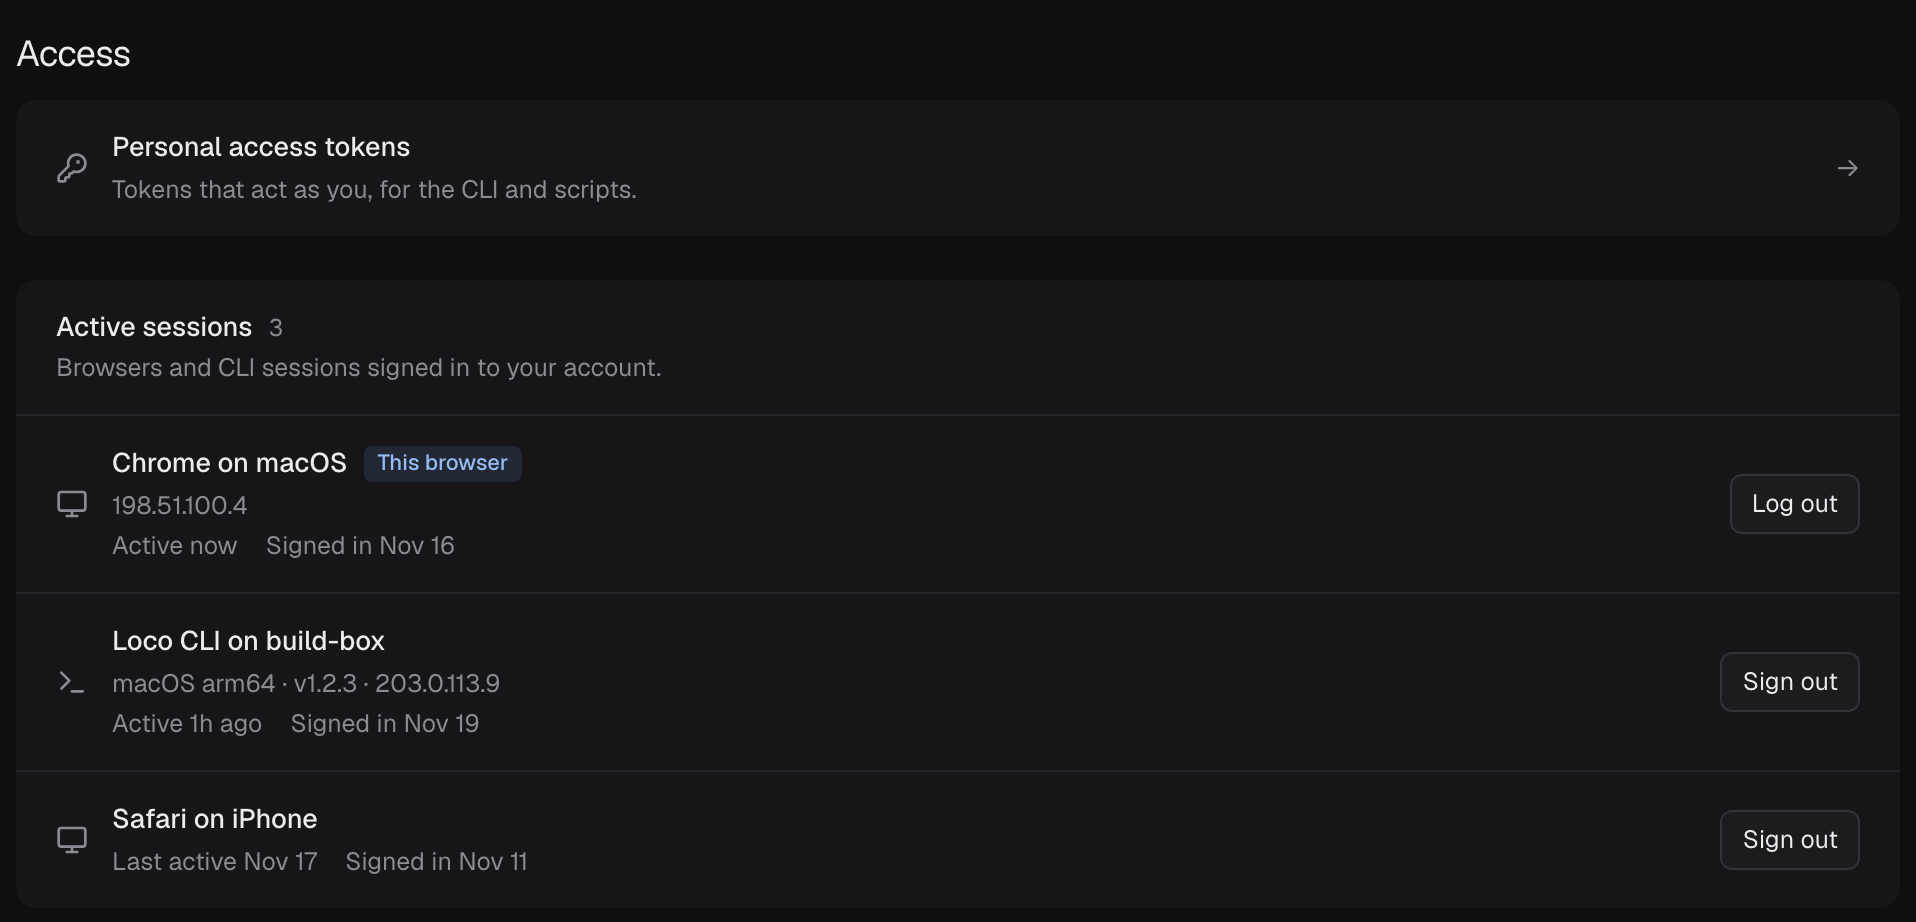 Access
Personal access tokens
Tokens that act as you, for the CLI and scripts.
Active sessions 3
Browsers and CLI sessions signed in to your account.
Chrome on macOS This browser
198.51.100.4
Active now Signed in Nov 16
Log out
Loco CLI on build-box
macOS arm64 · v1.2.3 · 203.0.113.9
Active 1h ago Signed in Nov 19
Sign out
Safari on iPhone
Last active Nov 17 Signed in Nov 11
Sign out